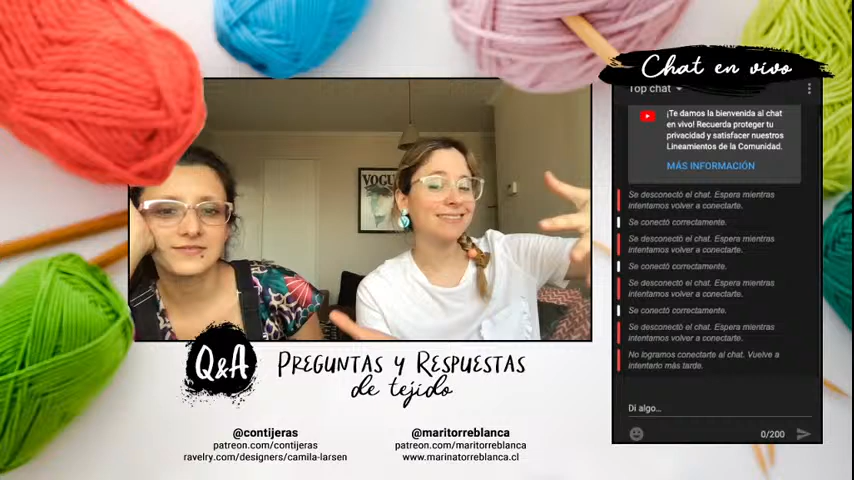 Chat en vivo
Top chat
¡Te damos la bienvenida al chat
en vivo! Recuerda proteger tu
privacidad y satisfacer nuestros
Lineamientos de la Comunidad.
MÁS INFORMACIÓN
Se desconectó el chat. Espera mientras
intentamos volver a conectarte.
Se conectó correctamente.
Se desconectó el chat. Espera mientras
intentamos volver a conectarte.
Se conectó correctamente.
Se desconectó el chat. Espera mientras
intentamos volver a conectarte.
Se conectó correctamente.
Se desconectó el chat. Espera mientras
intentamos volver a conectarte.
No logramos conectarte al chat. Vuelve a
intentarlo más tarde.
Di algo...
0/200
VOGU
Q&A
PREGUNTAS Y RESPUESTAS
de tejido
@contijeras
patreon.com/contijeras
ravelry.com/designers/camila-larsen
@maritorreblanca
patreon.com/maritorreblanca
www.marinatorreblanca.cl